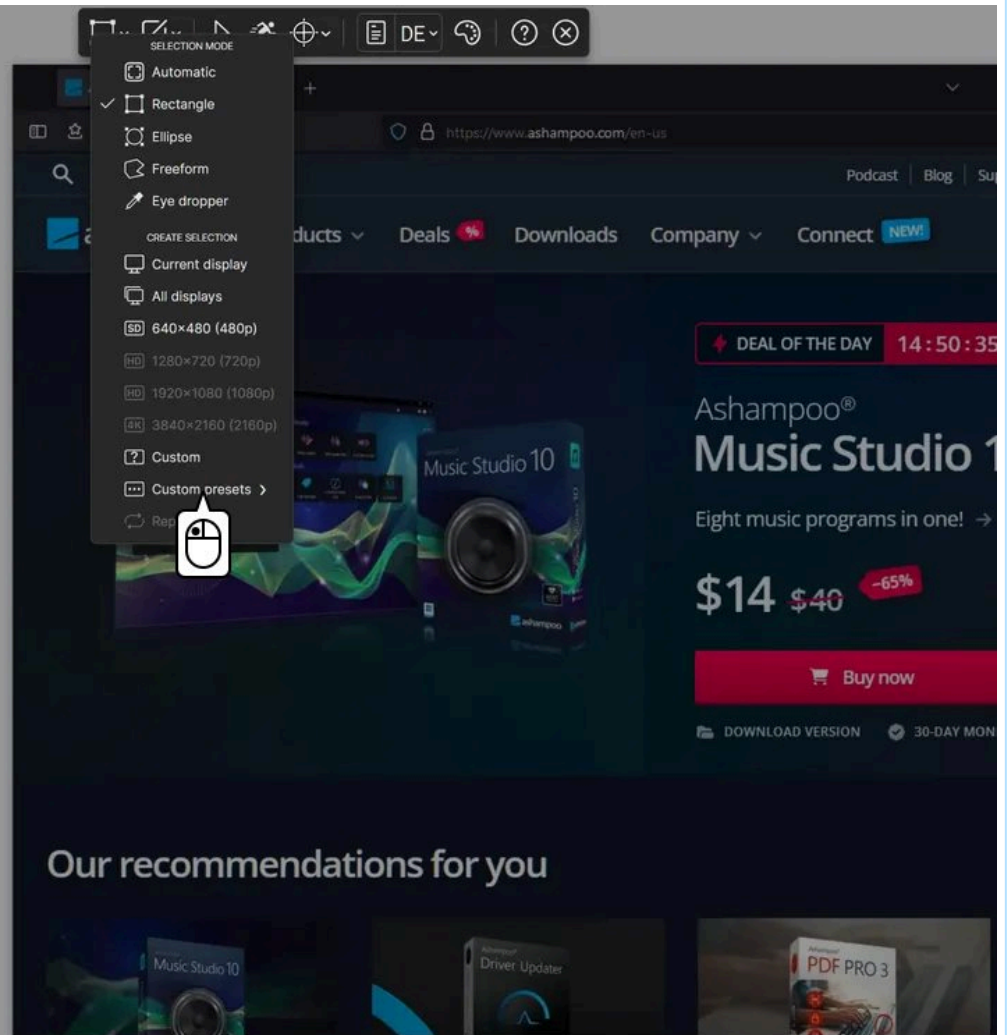 DE
SELECTION MODE
Automatic
Rectangle
Ellipse
Freeform
Eye dropper
CREATE SELECTION
Current display
All displays
SD 640×480 (480p)
HD 1280×720 (720p)
HD 1920×1080 (1080p)
4K 3840×2160 (2160p)
Custom
Custom presets
https://www.ashampoo.com/en-us
Podcast Blog
Deals % Downloads Company Connect NEW!
DEAL OF THE DAY 14:50:35
Ashampoo®
Music Studio 1
Eight music programs in one!
$14 $40 -65%
Buy now
DOWNLOAD VERSION 30-DAY
Music Studio 10
ashampoo
Our recommendations for you
Music Studio 10
Driver Updater
PDF PRO 3